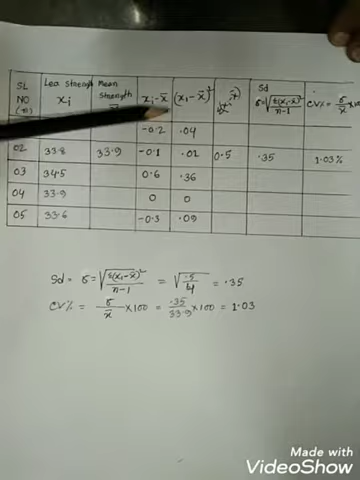 SL NO (n) Lea Strength xi Mean Strength x̄ xi-x̄ (xi-x̄)² Sd σ=√Σ(xi-x̄)²/n-1 CV%= σ/x̄ ×100
-0.2 .04
02 33.8 33.9 -0.1 .01 0.5 .35 1.03%
03 34.5 0.6 .36
04 33.9 0 0
05 33.6 -0.3 .09
Sd = σ=√Σ(xi-x̄)²/n-1 = √.5/4 = .35
CV% = σ/x̄ ×100 = .35/33.9 ×100 = 1.03
Made with
VideoShow